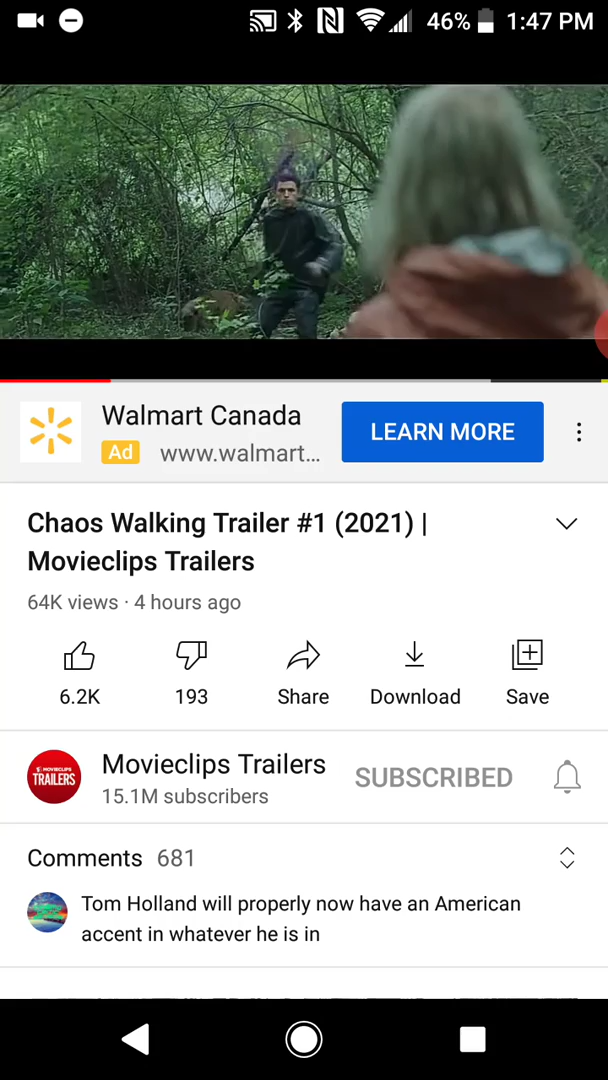 46% 1:47 PM
Walmart Canada
Ad www.walmart...
LEARN MORE
Chaos Walking Trailer #1 (2021) |
Movieclips Trailers
64K views · 4 hours ago
6.2K 193 Share Download Save
MOVIECLIPS
TRAILERS
Movieclips Trailers
15.1M subscribers
SUBSCRIBED
Comments 681
Tom Holland will properly now have an American
accent in whatever he is in